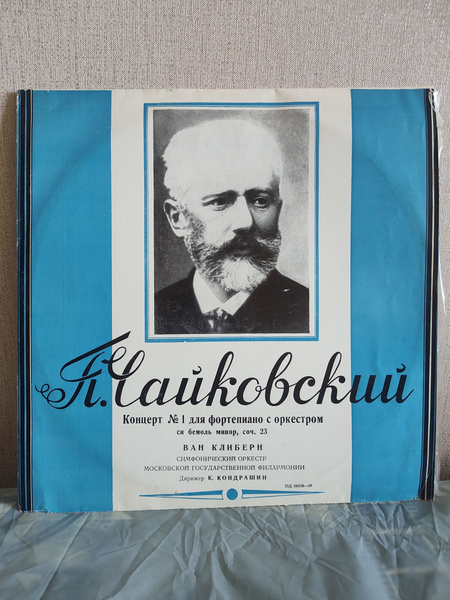 П. Чайковский
Концерт № 1 для фортепиано с оркестром
си бемоль минор, соч. 23
ВАН КЛИБЕРН
СИМФОНИЧЕСКИЙ ОРКЕСТР
МОСКОВСКОЙ ГОСУДАРСТВЕННОЙ ФИЛАРМОНИИ
Дирижер К. КОНДРАШИН